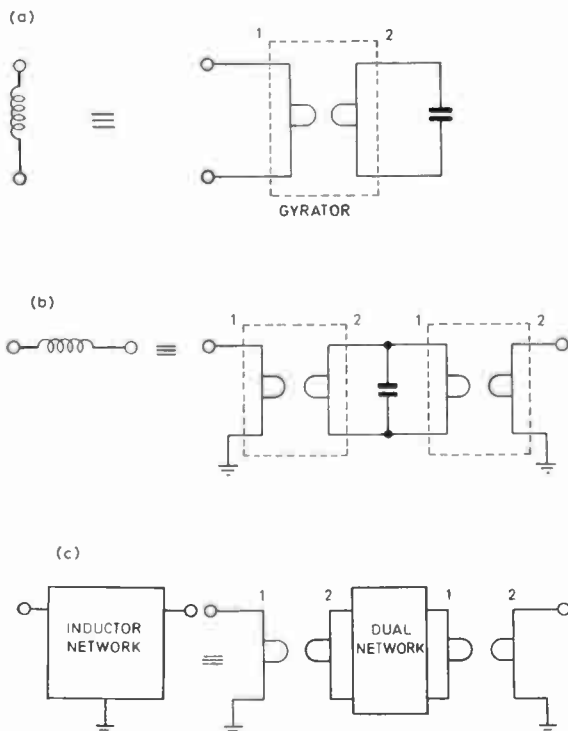 (a)
1 2
GYRATOR
(b)
1 2 1 2
(c)
1 2 1 2
INDUCTOR
NETWORK
DUAL
NETWORK